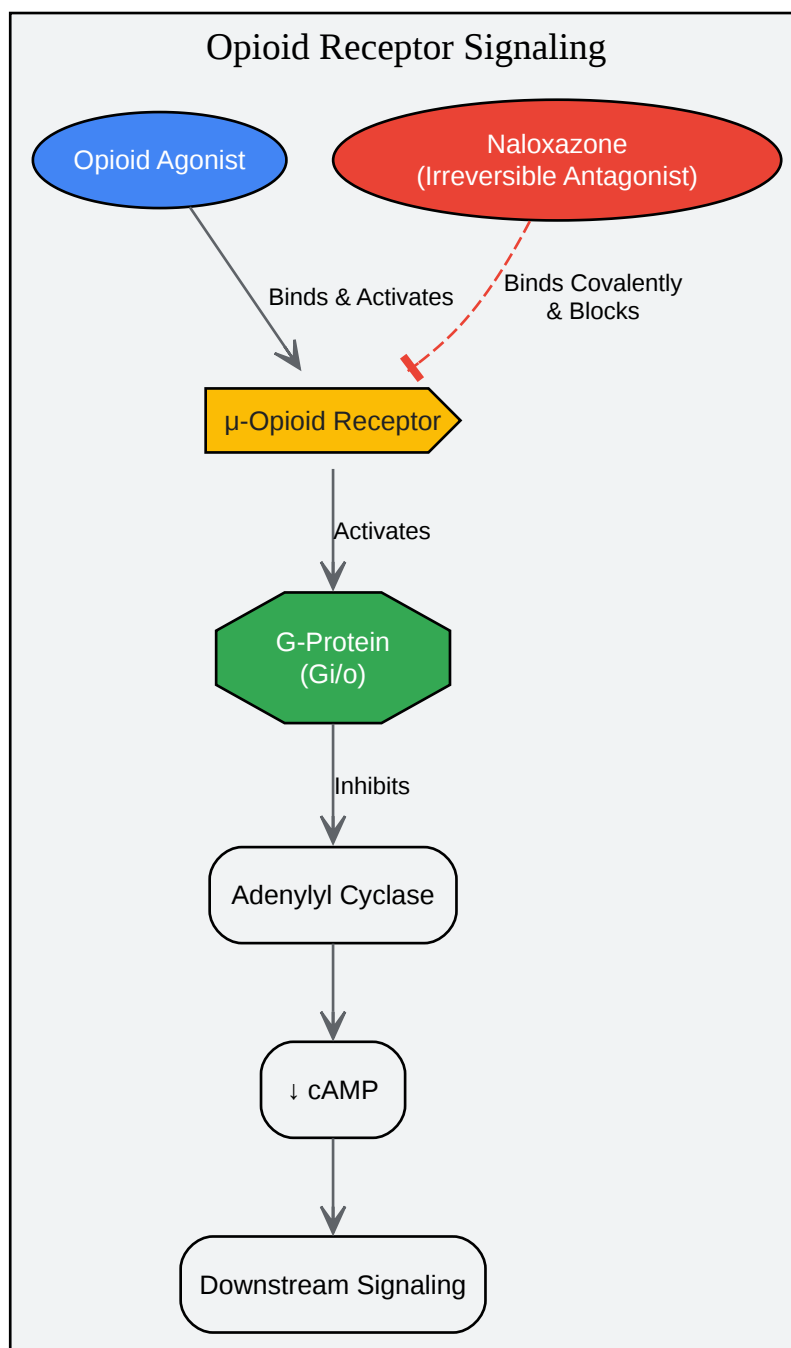 Opioid Receptor Signaling
Opioid Agonist
Naloxazone
(Irreversible Antagonist)
Binds & Activates
Binds Covalently
& Blocks
μ-Opioid Receptor
Activates
G-Protein
(Gi/o)
Inhibits
Adenylyl Cyclase
↓ cAMP
Downstream Signaling